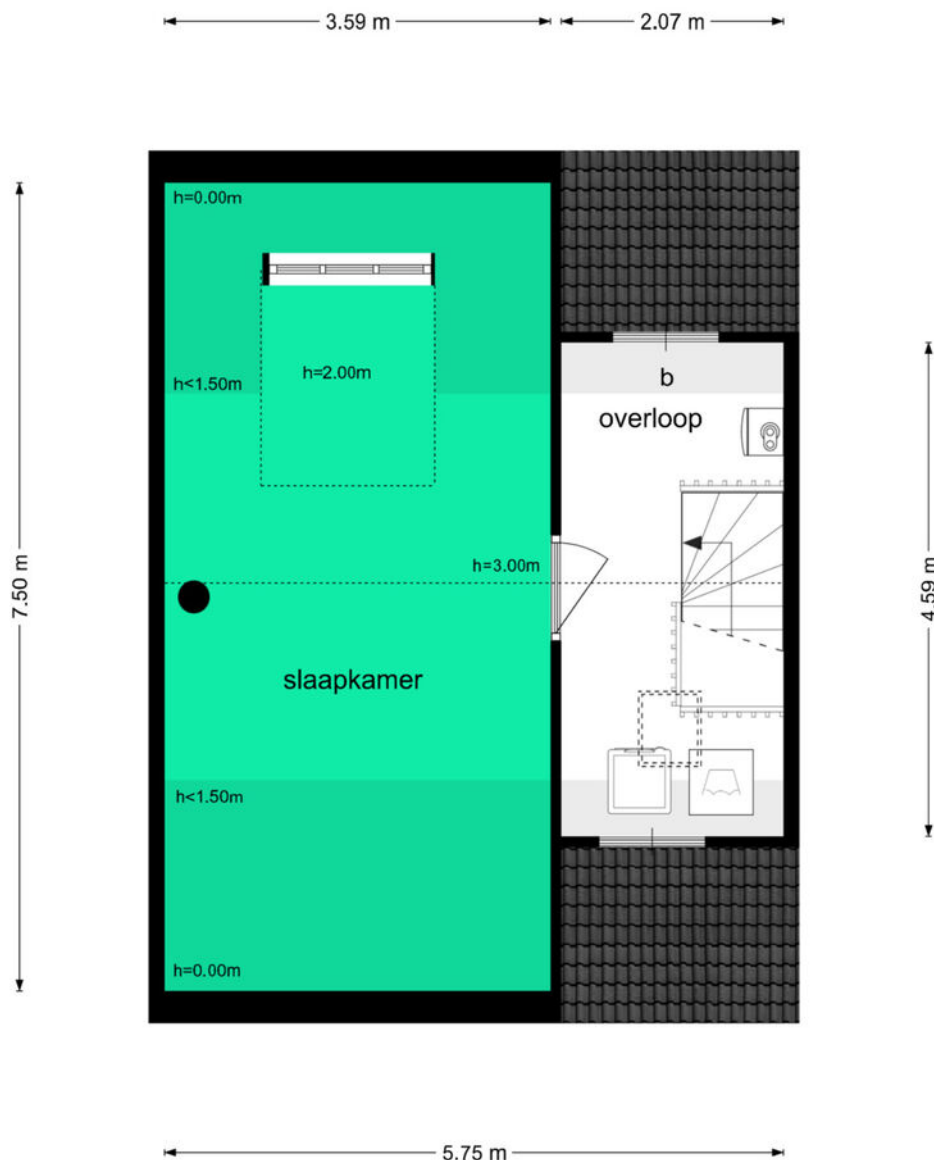 3.59 m
2.07 m
h=0.00m
h=2.00m
h<1.50m
b
overloop
h=3.00m
7.50 m
4.59 m
slaapkamer
h<1.50m
h=0.00m
5.75 m